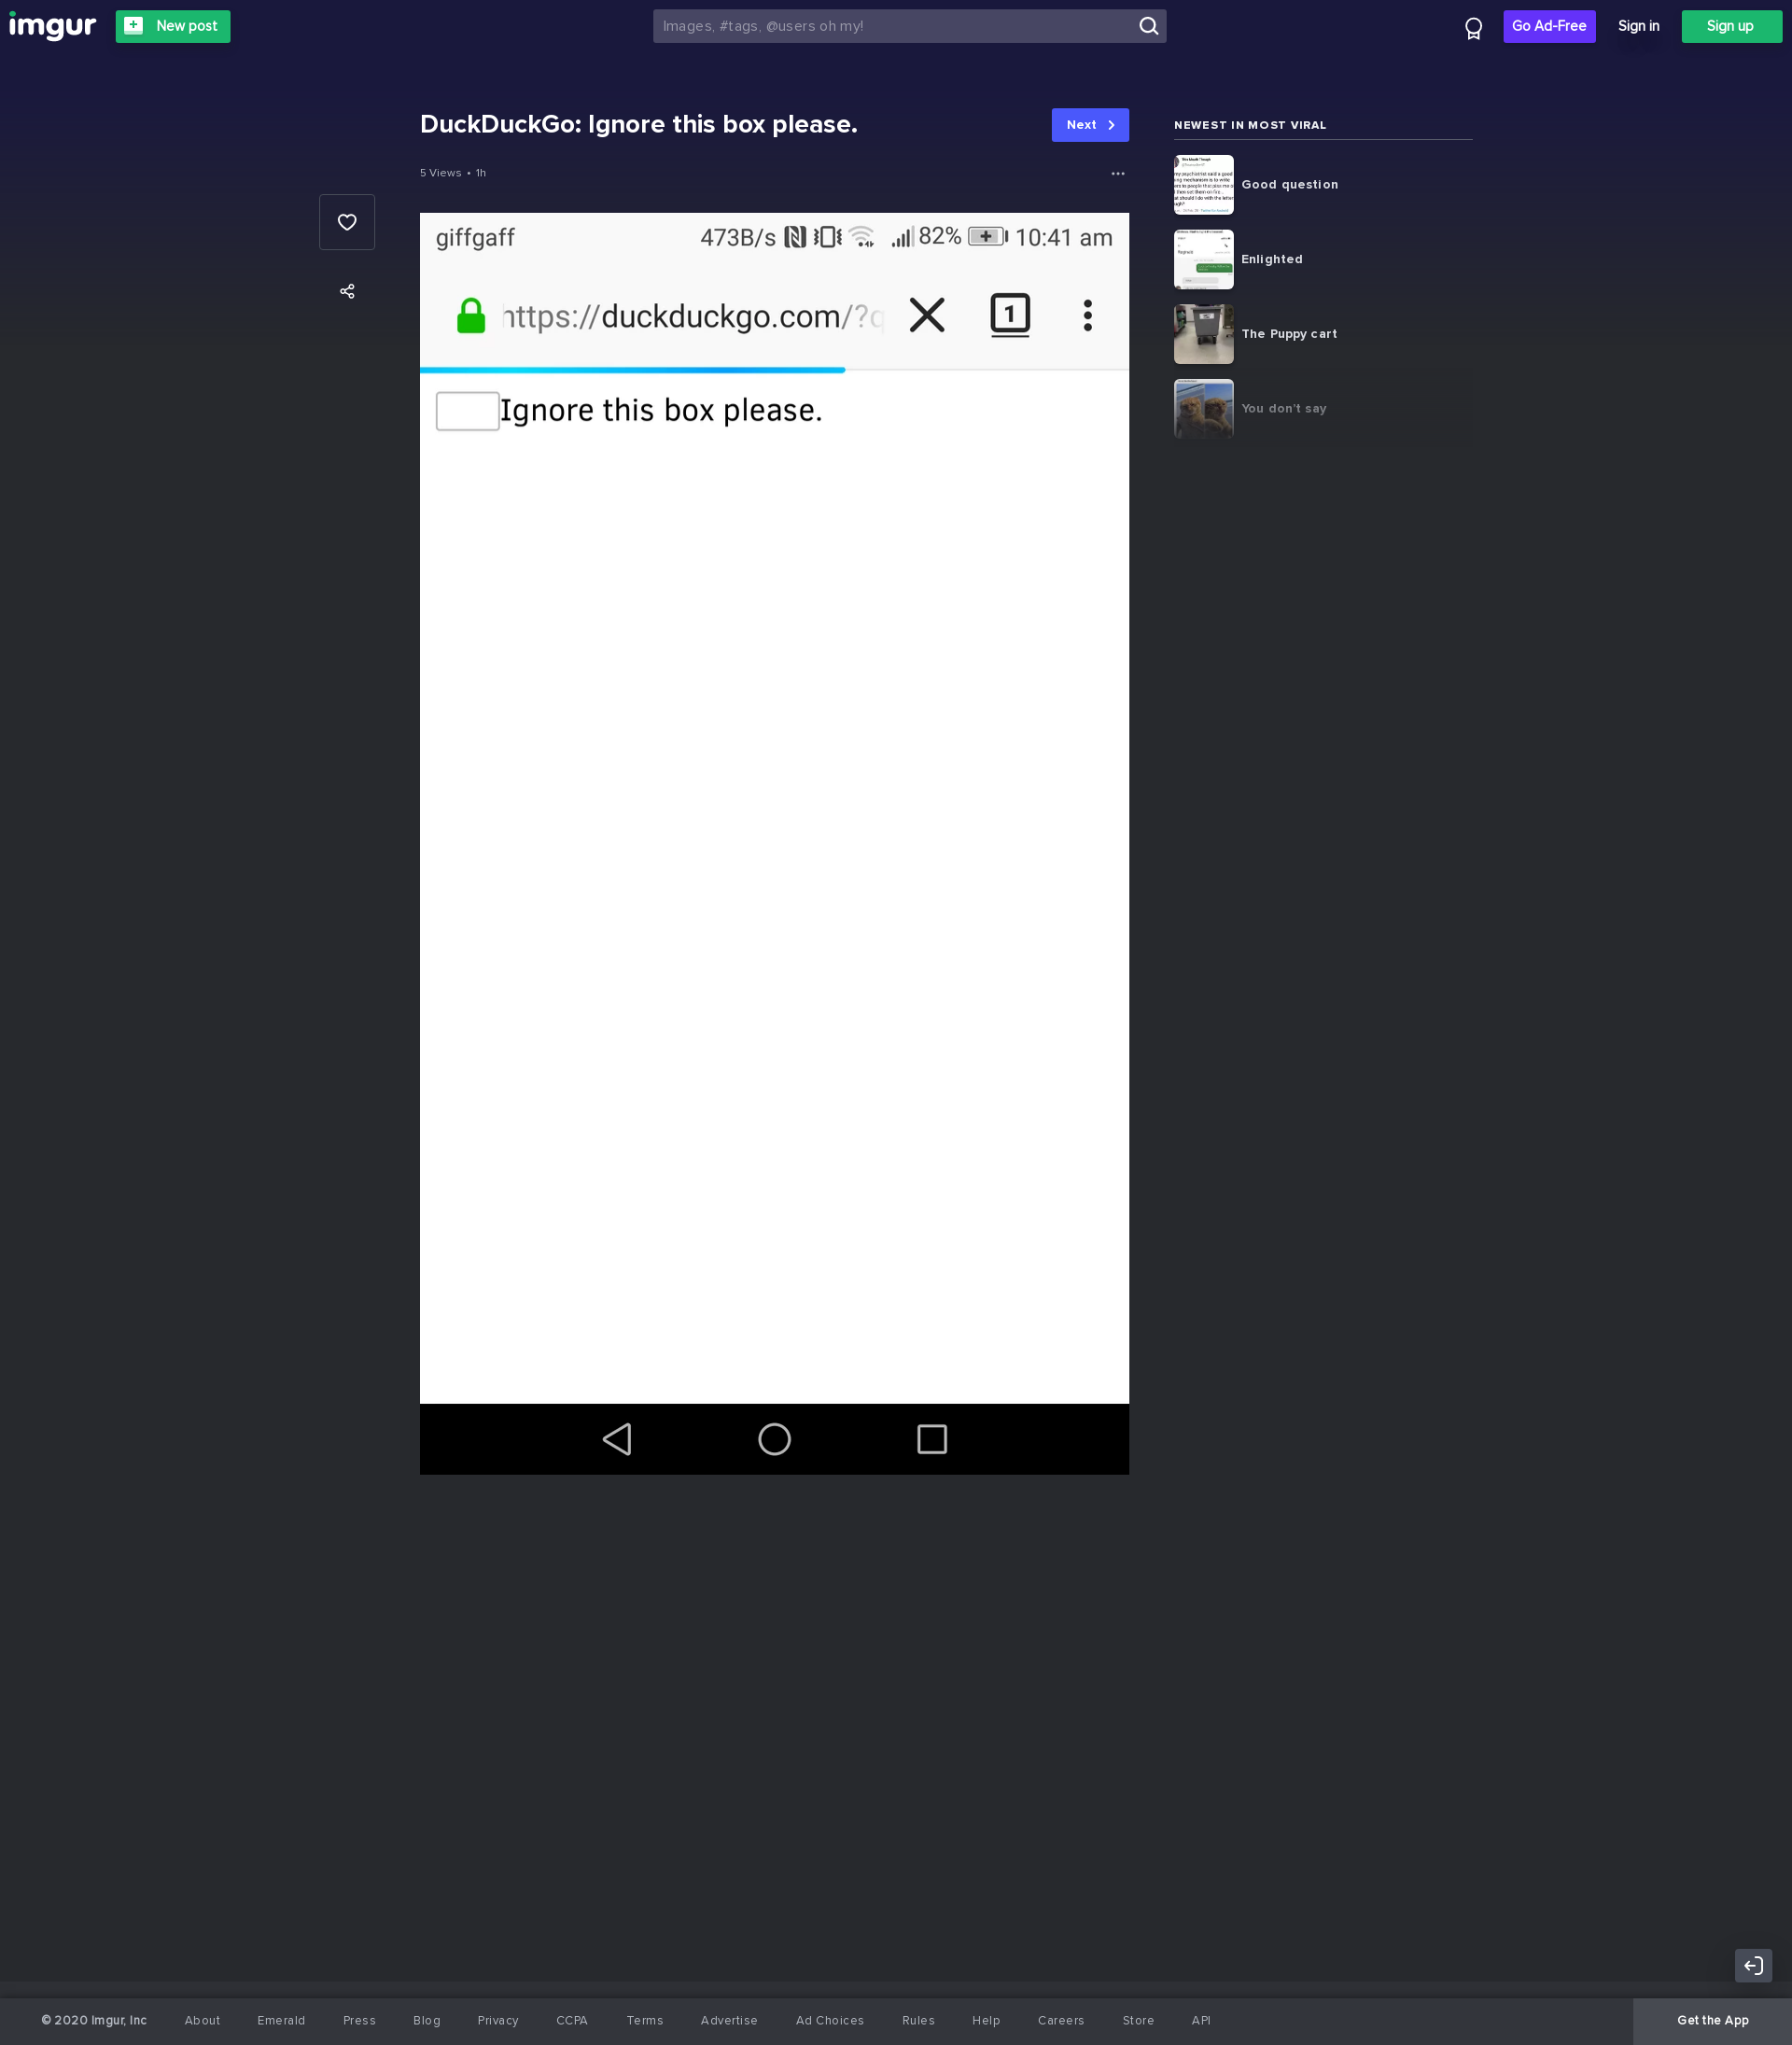 imgur
New post
Images, #tags, @users oh my!
Go Ad-Free
Sign in
Sign up
DuckDuckGo: Ignore this box please.
Next
5 Views • 1h
giffgaff
473B/s
82%
10:41 am
https://duckduckgo.com/?q
1
Ignore this box please.
NEWEST IN MOST VIRAL
Good question
Enlighted
The Puppy cart
You don't say
© 2020 Imgur, Inc
About
Emerald
Press
Blog
Privacy
CCPA
Terms
Advertise
Ad Choices
Rules
Help
Careers
Store
API
Get the App